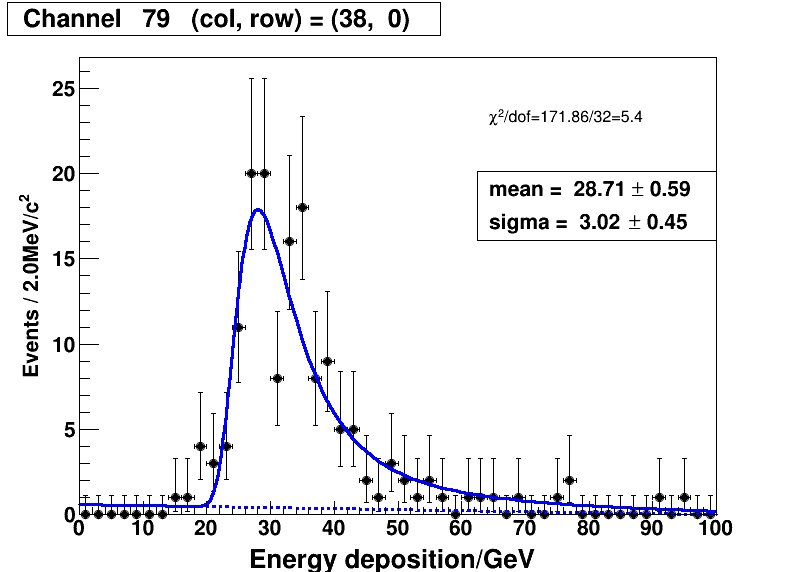 Channel 79 (col, row) = (38, 0)
χ²/dof=171.86/32=5.4
mean = 28.71 ± 0.59
sigma = 3.02 ± 0.45
Events / 2.0MeV/c²
25
20
15
10
5
0
0 10 20 30 40 50 60 70 80 90 100
Energy deposition/GeV